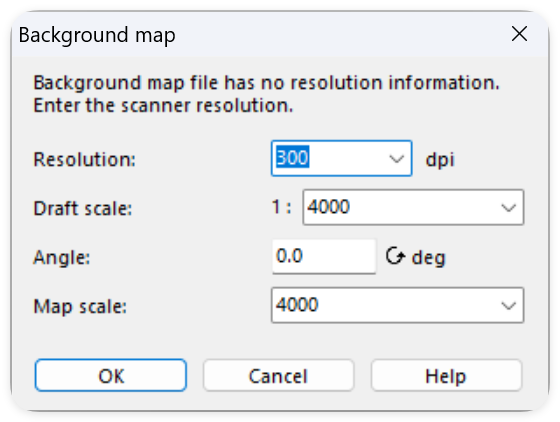 Background map
Background map file has no resolution information.
Enter the scanner resolution.
Resolution: 300 dpi
Draft scale: 1 : 4000
Angle: 0.0 deg
Map scale: 4000
OK Cancel Help